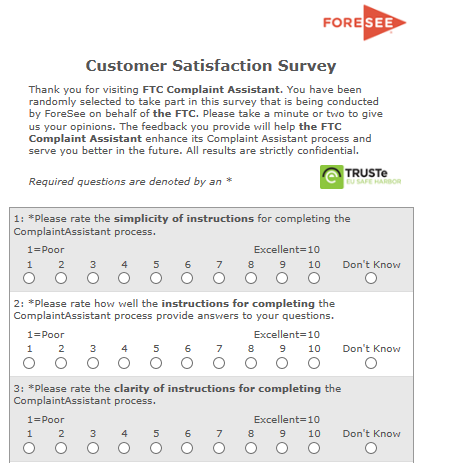 FORESEE
Customer Satisfaction Survey
Thank you for visiting FTC Complaint Assistant. You have been
randomly selected to take part in this survey that is being conducted
by ForeSee on behalf of the FTC. Please take a minute or two to give
us your opinions. The feedback you provide will help the FTC
Complaint Assistant enhance its Complaint Assistant process and
serve you better in the future. All results are strictly confidential.
Required questions are denoted by an *
TRUSTe
EU SAFE HARBOR
1: *Please rate the simplicity of instructions for completing the
ComplaintAssistant process.
1=Poor Excellent=10
1 2 3 4 5 6 7 8 9 10 Don't Know
2: *Please rate how well the instructions for completing the
ComplaintAssistant process provide answers to your questions.
1=Poor Excellent=10
1 2 3 4 5 6 7 8 9 10 Don't Know
3: *Please rate the clarity of instructions for completing the
ComplaintAssistant process.
1=Poor Excellent=10
1 2 3 4 5 6 7 8 9 10 Don't Know